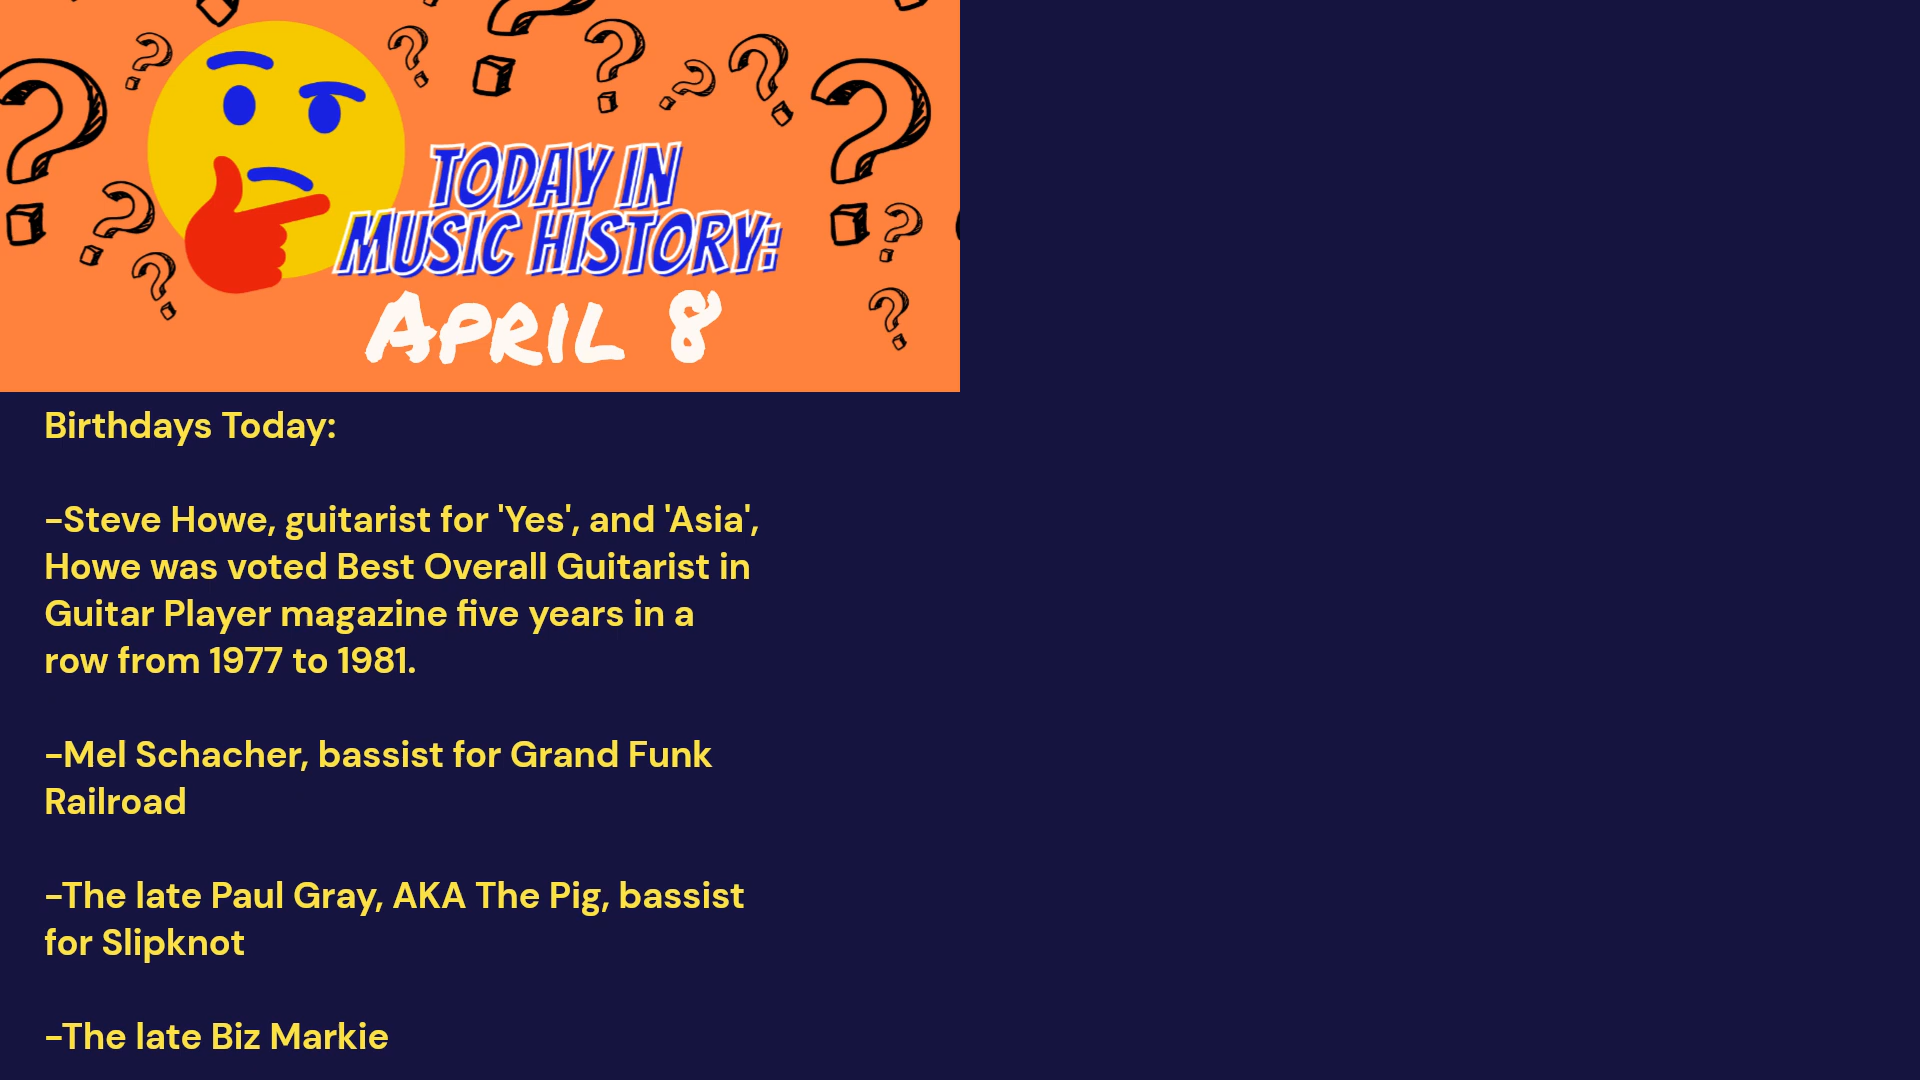 TODAY IN
MUSIC HISTORY:
APRIL 8
Birthdays Today:
-Steve Howe, guitarist for 'Yes', and 'Asia',
Howe was voted Best Overall Guitarist in
Guitar Player magazine five years in a
row from 1977 to 1981.
-Mel Schacher, bassist for Grand Funk
Railroad
-The late Paul Gray, AKA The Pig, bassist
for Slipknot
-The late Biz Markie